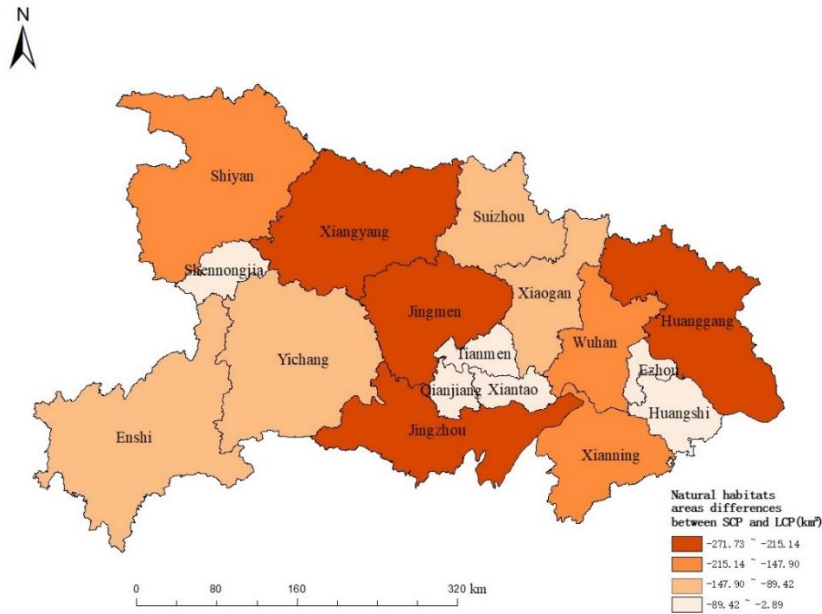 N
Shiyan
Xiangyang
Suizhou
Shennongjia
Jingmen
Xiaogan
Huanggang
Wuhan
Tianmen
Yichang
Ezhou
Qianjiang
Xiantao
Huangshi
Enshi
Jingzhou
Xianning
Natural habitats
areas differences
between SCP and LCP(km²)
-271.73 ~ -215.14
-215.14 ~ -147.90
-147.90 ~ -89.42
-89.42 ~ -2.89
0 80 160 320 km